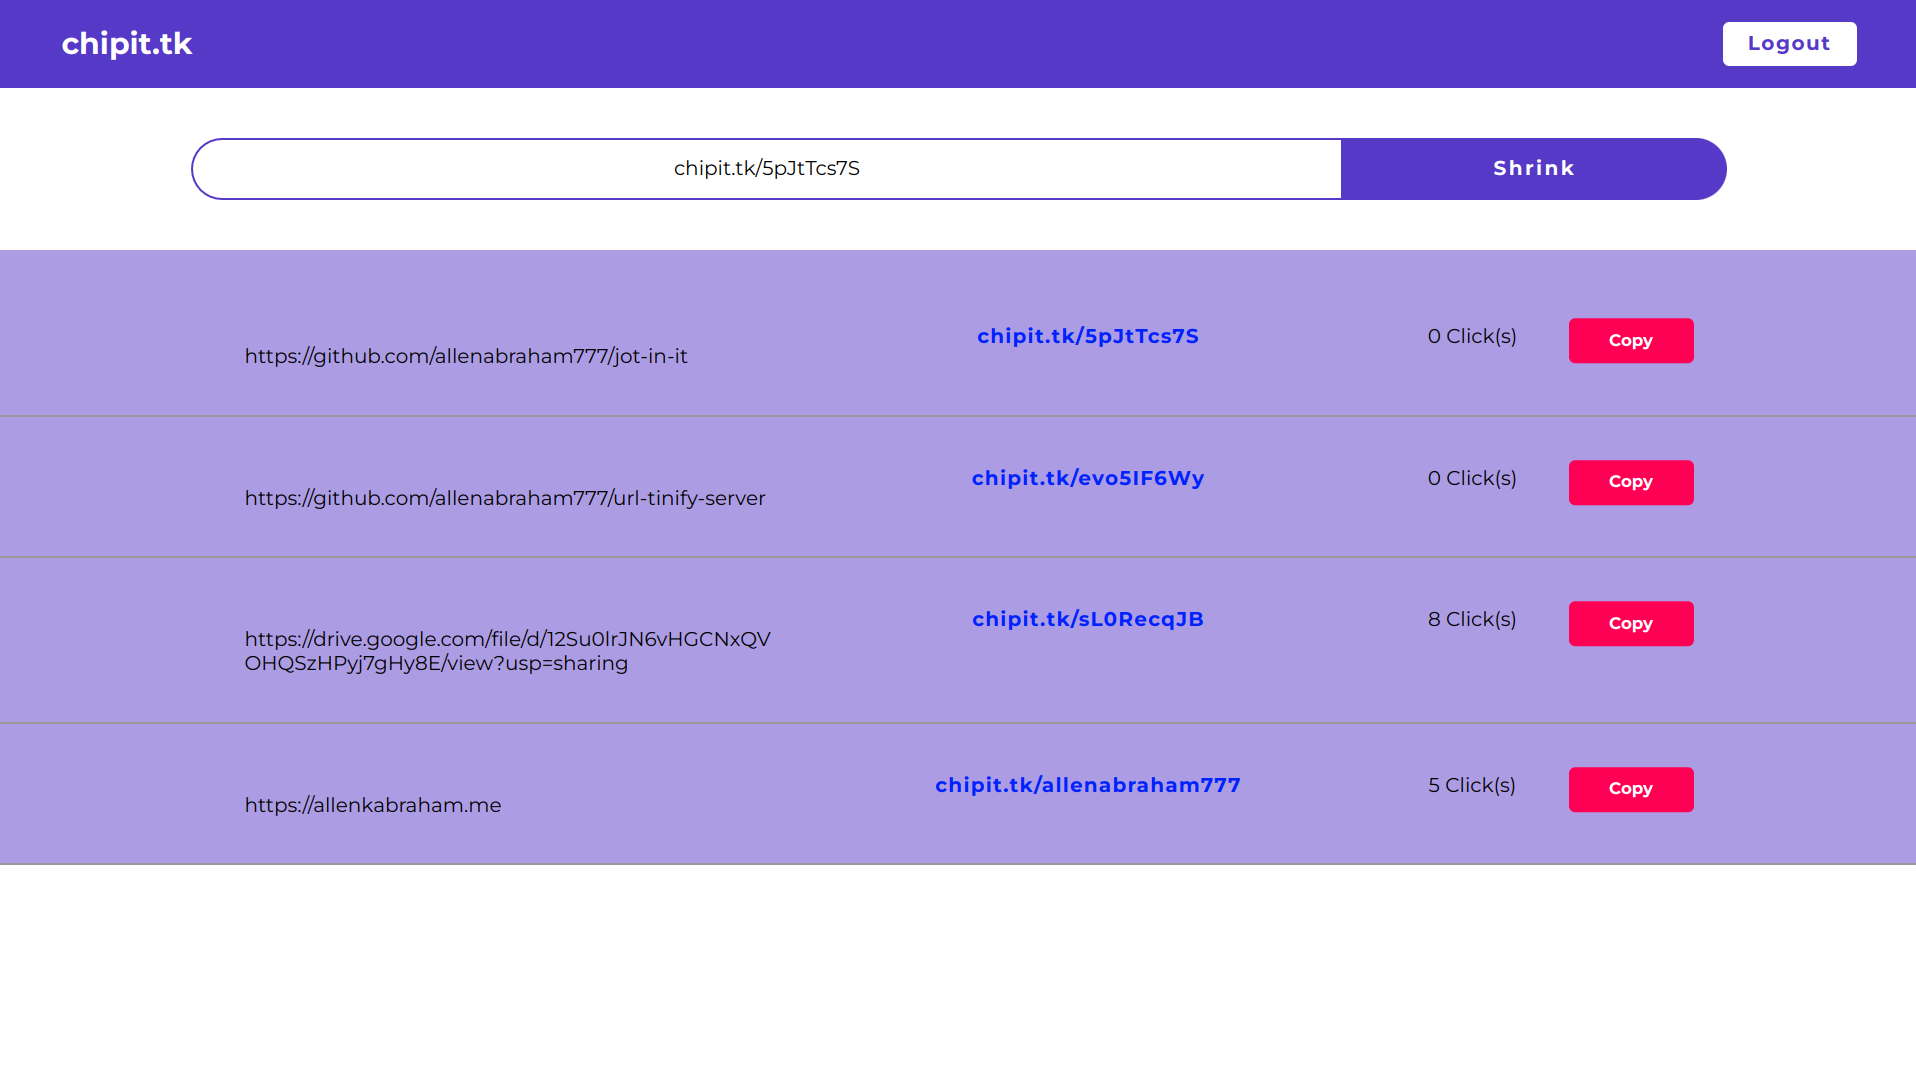 chipit.tk
Logout
chipit.tk/5pJtTcs7S
Shrink
https://github.com/allenabraham777/jot-in-it
chipit.tk/5pJtTcs7S
0 Click(s)
Copy
https://github.com/allenabraham777/url-tinify-server
chipit.tk/evo5IF6Wy
0 Click(s)
Copy
https://drive.google.com/file/d/12Su0lrJN6vHGCNxQV
OHQSzHPyj7gHy8E/view?usp=sharing
chipit.tk/sL0RecqJB
8 Click(s)
Copy
https://allenkabraham.me
chipit.tk/allenabraham777
5 Click(s)
Copy